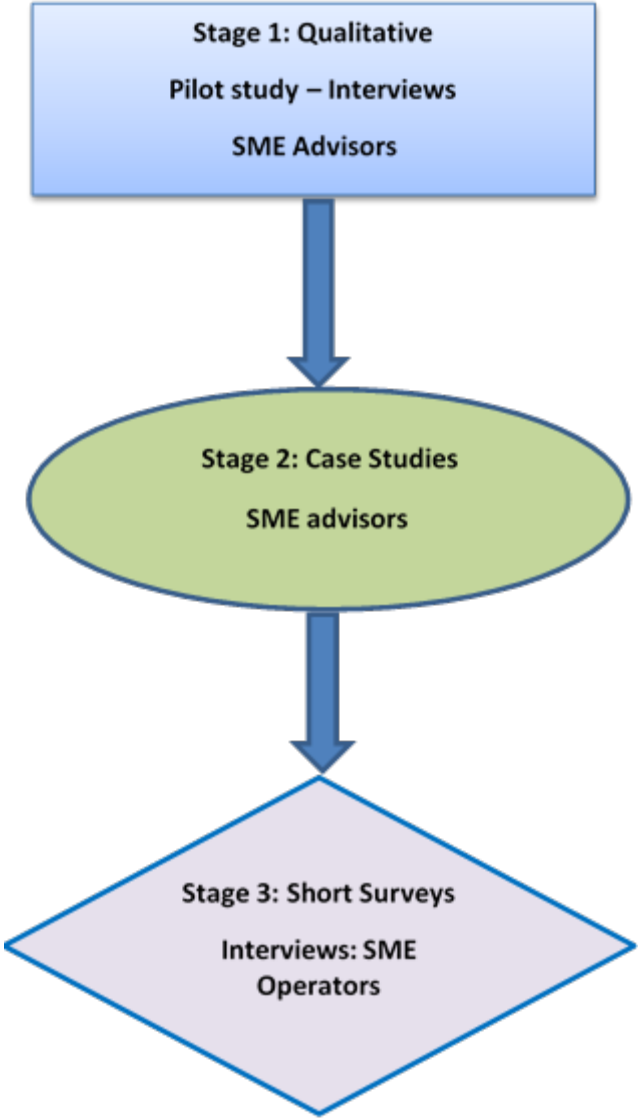 Stage 1: Qualitative
Pilot study – Interviews
SME Advisors
Stage 2: Case Studies
SME advisors
Stage 3: Short Surveys
Interviews: SME
Operators